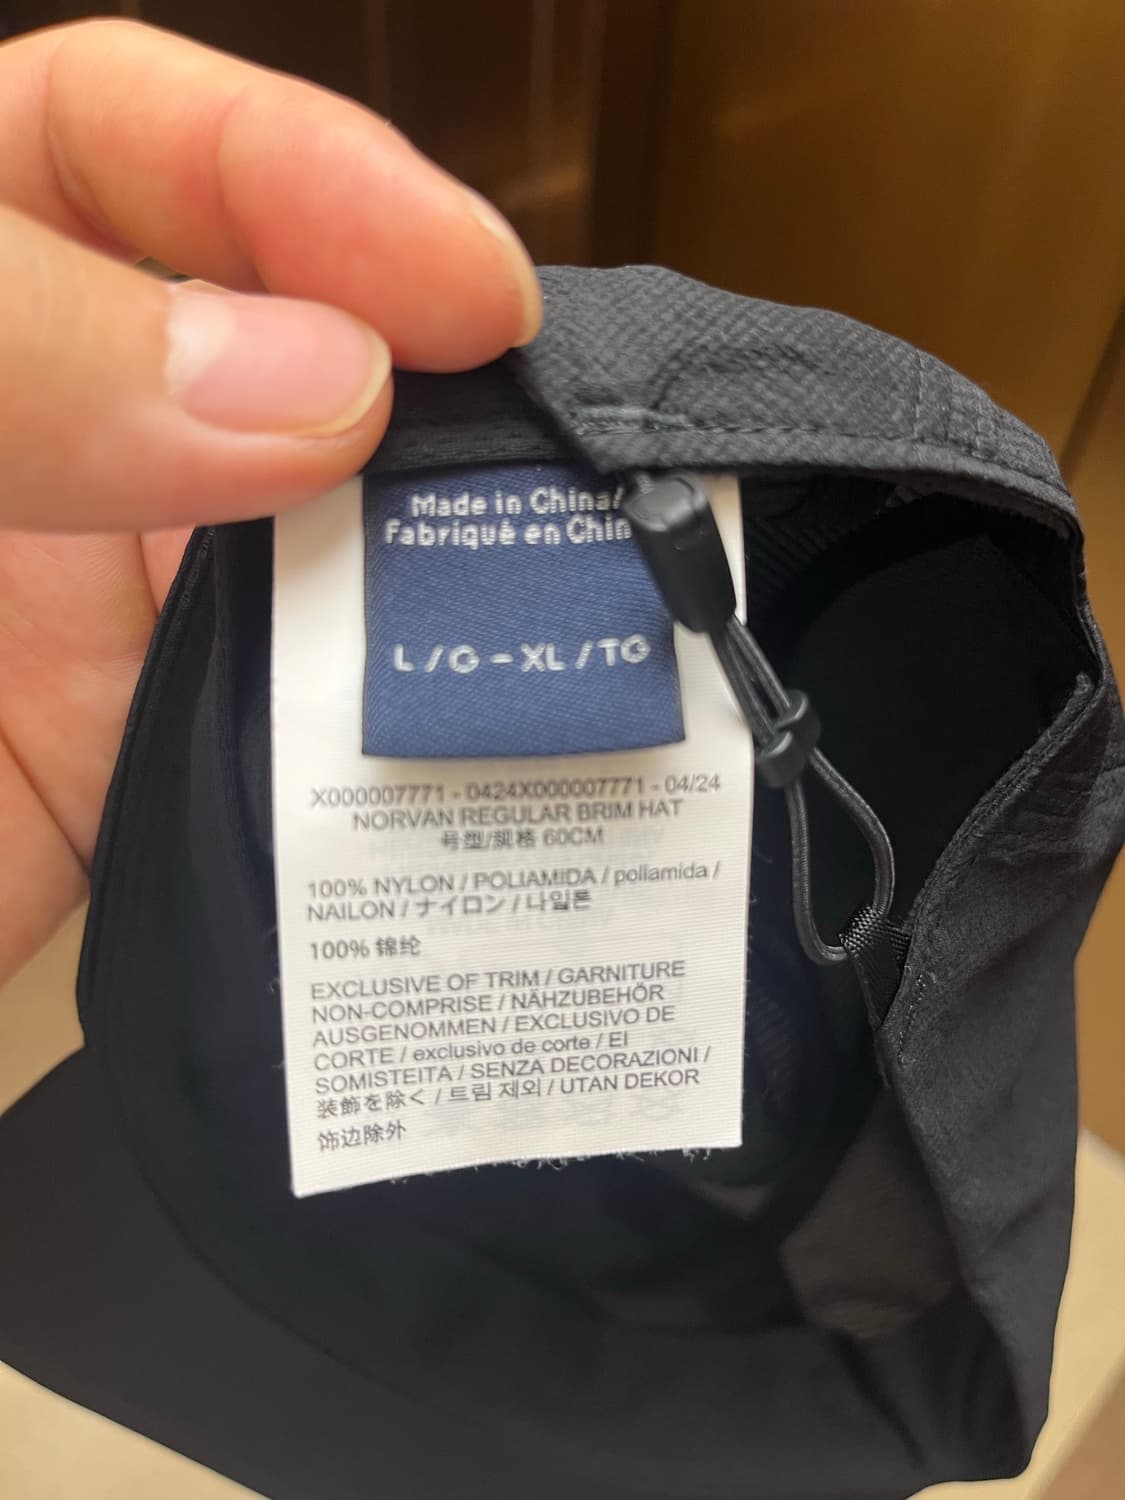 Made in China/
Fabriqué en Chin
L / G - XL / TG
X000007771 - 0424X000007771 - 04/24
NORVAN REGULAR BRIM HAT
号型/规格 60CM
100% NYLON / POLIAMIDA / poliamida /
NAILON / ナイロン / 나일론
100% 锦纶
EXCLUSIVE OF TRIM / GARNITURE
NON-COMPRISE / NÄHZUBEHÖR
AUSGENOMMEN / EXCLUSIVO DE
CORTE / exclusivo de corte / EI
SOMISTEITA / SENZA DECORAZIONI /
装飾を除く / 트림 제외 / UTAN DEKOR
饰边除外